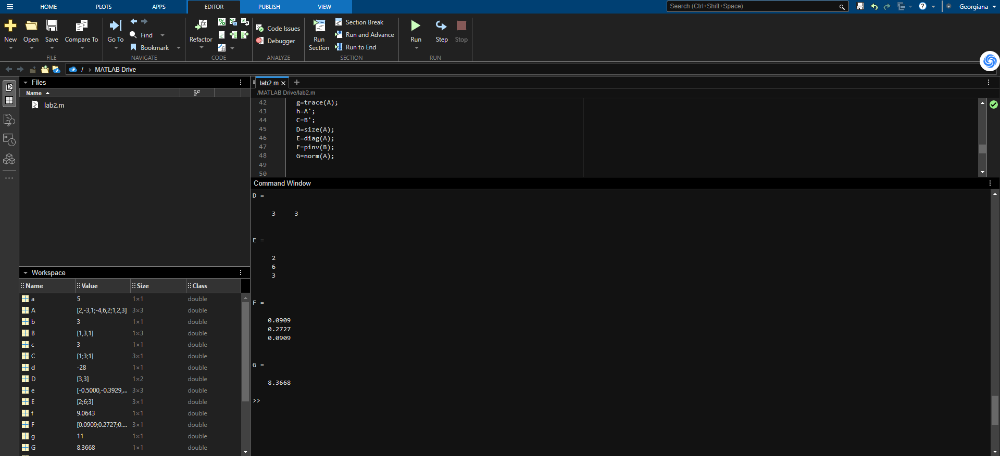 HOME PLOTS APPS EDITOR PUBLISH VIEW Search (Ctrl+Shift+Space) Georgiana
New Open Save Compare To
FILE
Go To Find Bookmark
NAVIGATE
Refactor
CODE
Code Issues
Debugger
ANALYZE
Run Section
Section Break
Run and Advance
Run to End
SECTION
Run Step Stop
RUN
/ > MATLAB Drive
Files
Name
lab2.m
lab2.m
/MATLAB Drive/lab2.m
42 g=trace(A);
43 h=A';
44 C=B';
45 D=size(A);
46 E=diag(A);
47 F=pinv(B);
48 G=norm(A);
49
50
Command Window
D =
3 3
E =
2
6
3
F =
0.0909
0.2727
0.0909
G =
8.3668
>>
Workspace
Name Value Size Class
a 5 1×1 double
A [2,-3,1;-4,6,2;1,2,3] 3×3 double
b 3 1×1 double
B [1,3,1] 1×3 double
c 3 1×1 double
C [1;3;1] 3×1 double
d -28 1×1 double
D [3,3] 1×2 double
e [-0.5000,-0.3929,... 3×3 double
E [2;6;3] 3×1 double
f 9.0643 1×1 double
F [0.0909;0.2727;0.... 3×1 double
g 11 1×1 double
G 8.3668 1×1 double